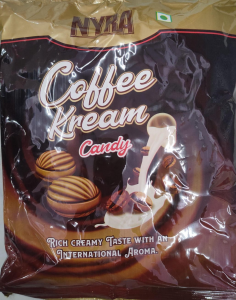 NYRA
Coffee
Kream
Candy
RICH CREAMY TASTE WITH AN
INTERNATIONAL AROMA.